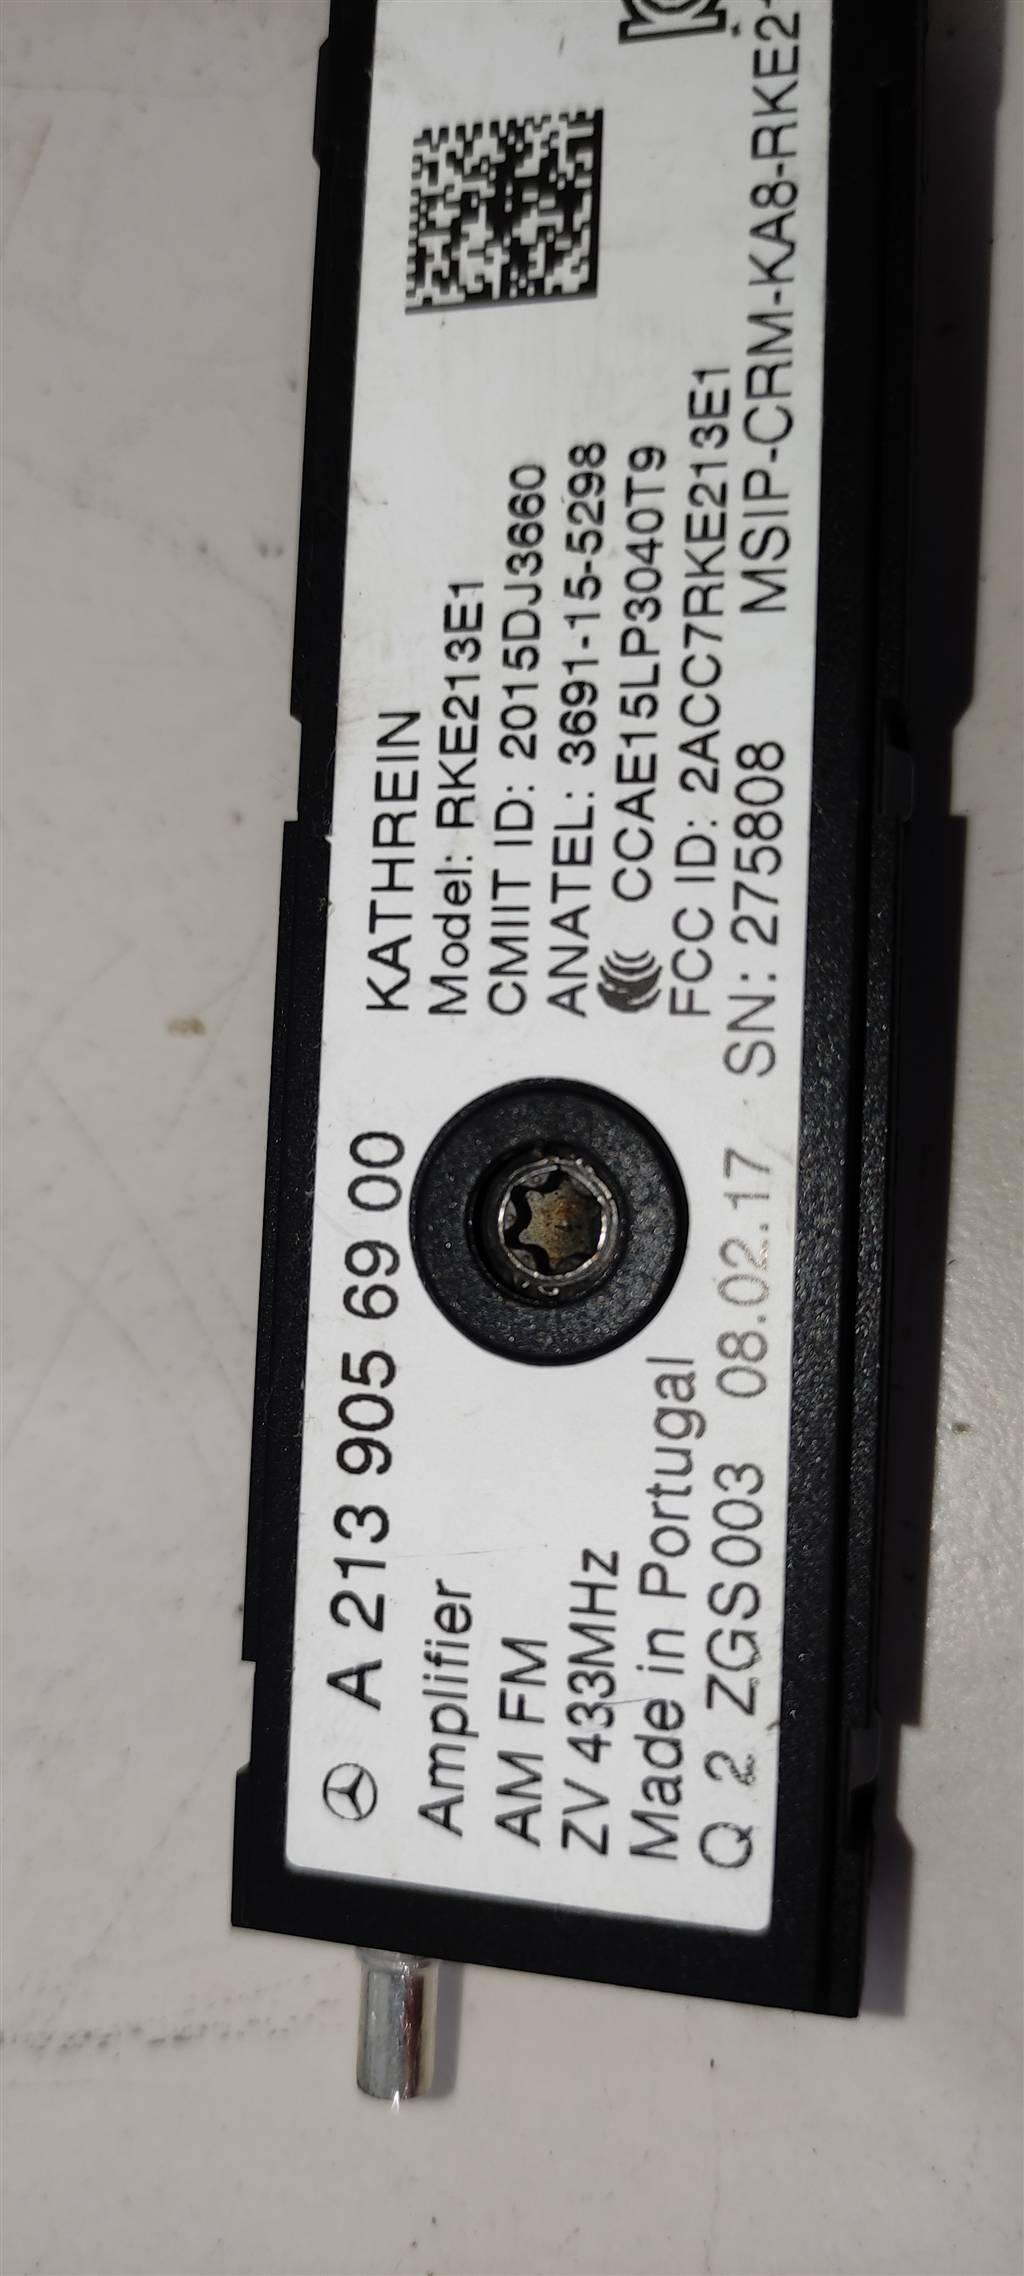 A 213 905 69 00
Amplifier
AM FM
ZV 433MHz
Made in Portugal
Q 2 ZGS003 08.02.17 SN: 275808
KATHREIN
Model: RKE213E1
CMIIT ID: 2015DJ3660
ANATEL: 3691-15-5298
CCAE15LP3040T9
FCC ID: 2ACC7RKE213E1
MSIP-CRM-KA8-RKE2